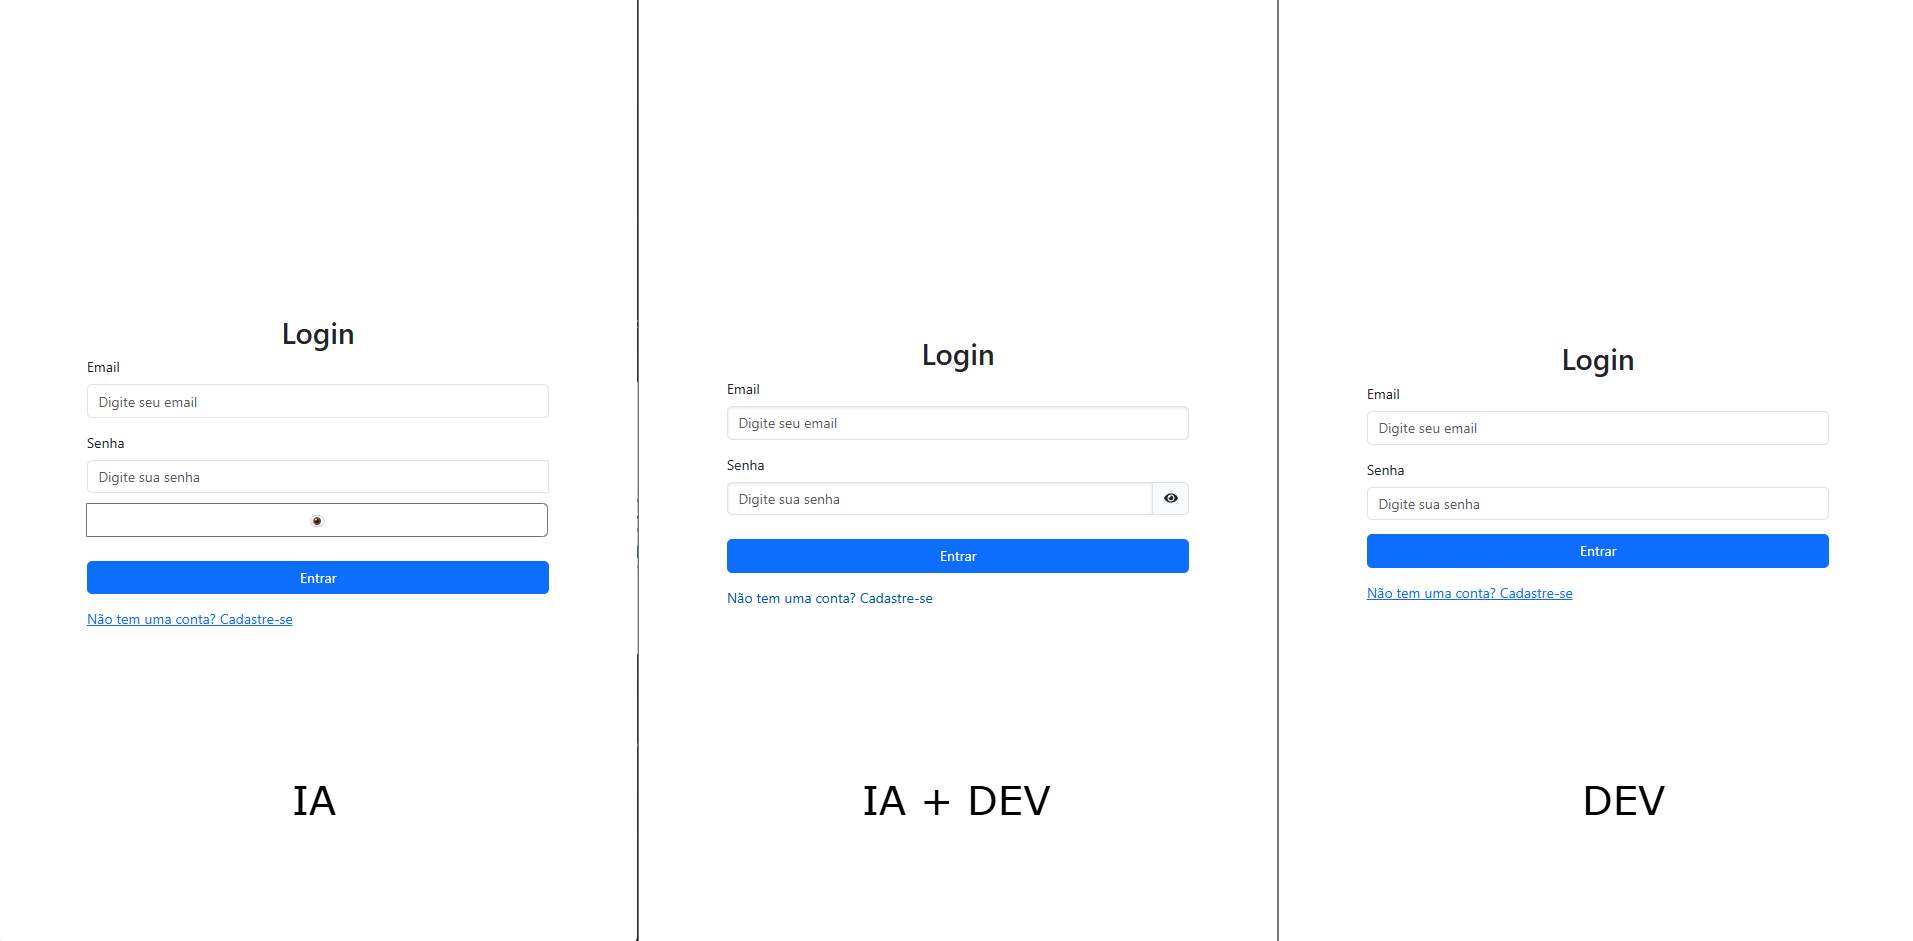 Login
Email
Digite seu email
Senha
Digite sua senha
Entrar
Não tem uma conta? Cadastre-se
IA
Login
Email
Digite seu email
Senha
Digite sua senha
Entrar
Não tem uma conta? Cadastre-se
IA + DEV
Login
Email
Digite seu email
Senha
Digite sua senha
Entrar
Não tem uma conta? Cadastre-se
DEV